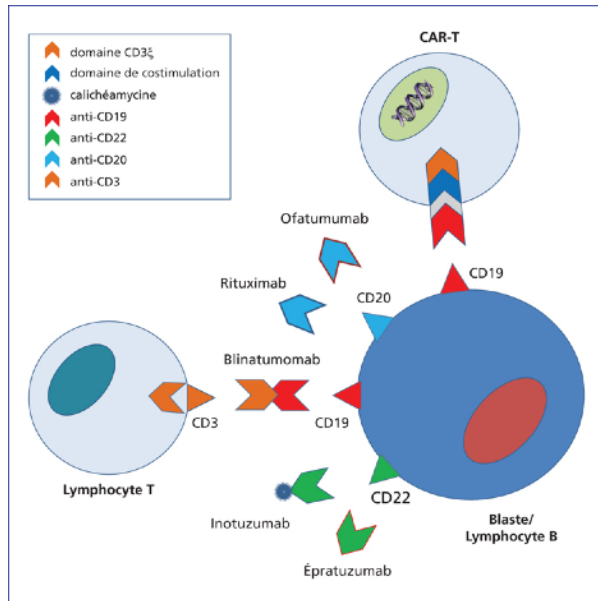 CAR-T
domaine CD3ξ
domaine de costimulation
calichéamycine
anti-CD19
anti-CD22
anti-CD20
anti-CD3
Ofatumumab
CD19
Rituximab
CD20
Blinatumomab
CD3
CD19
Lymphocyte T
CD22
Inotuzumab
Blaste/
Lymphocyte B
Épratuzumab